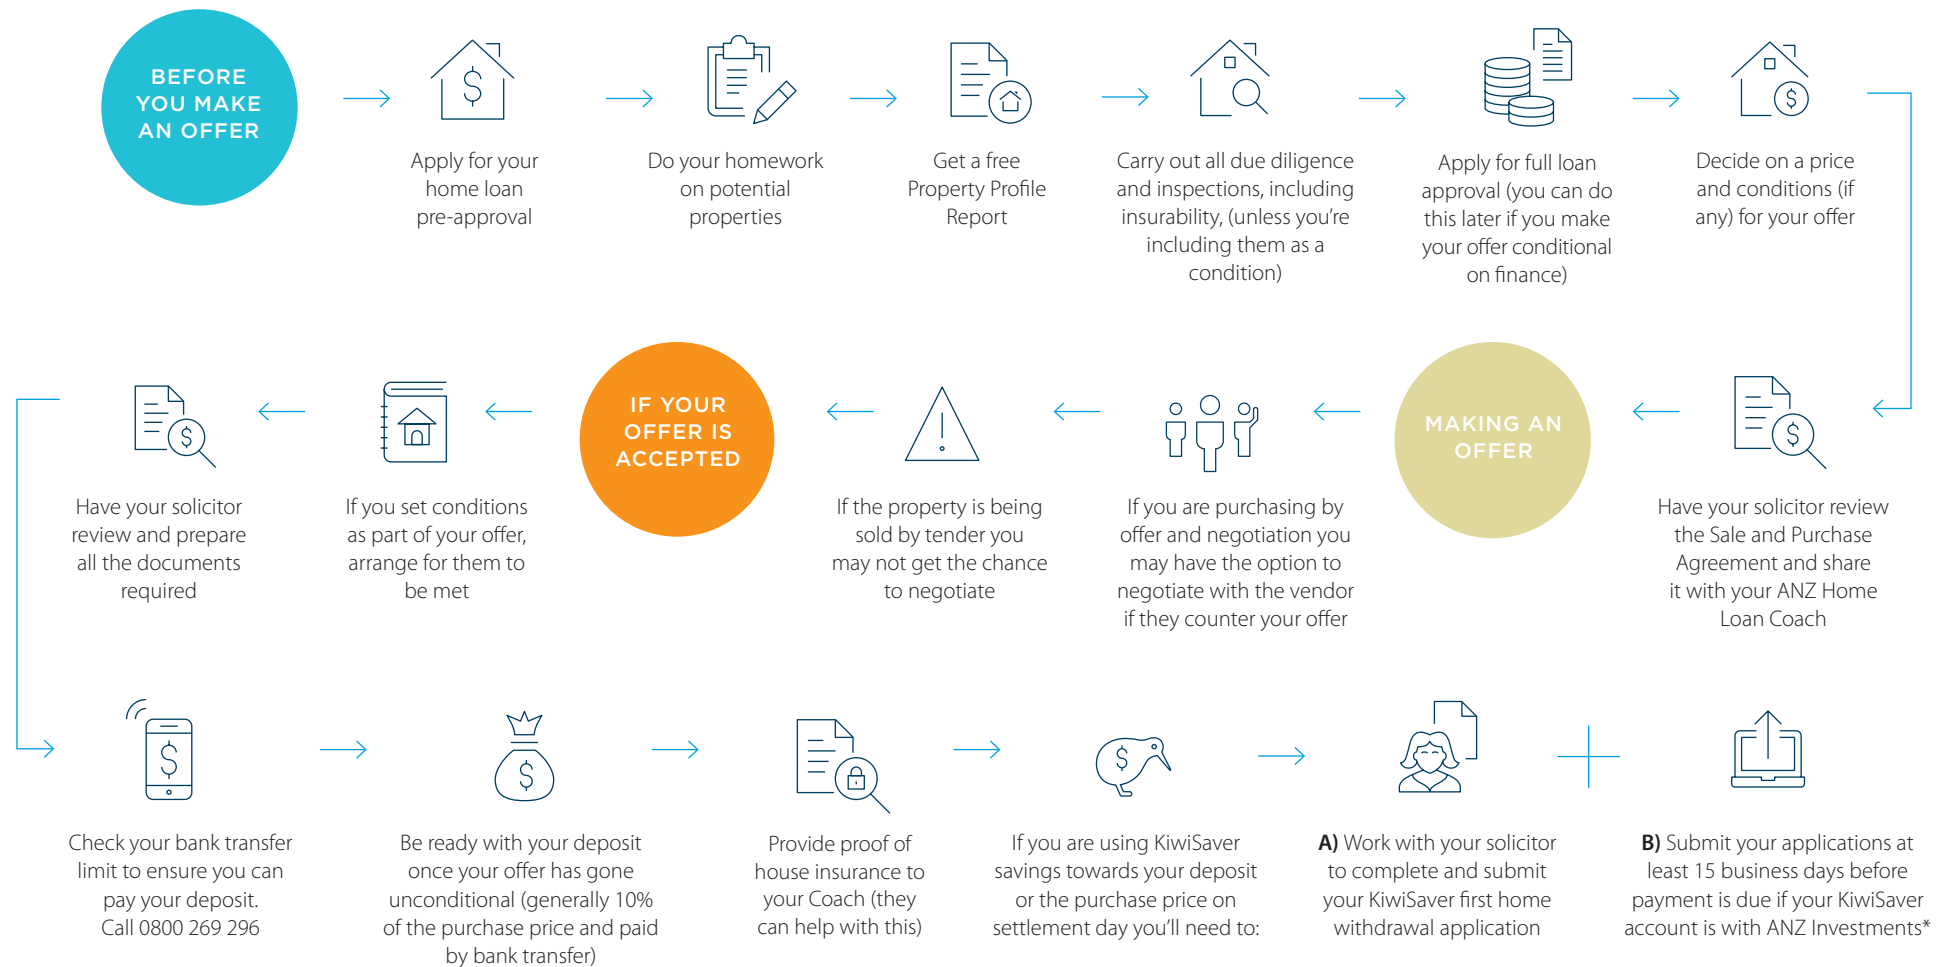 BEFORE
YOU MAKE
AN OFFER
$
Apply for your
home loan
pre-approval
Do your homework
on potential
properties
Get a free
Property Profile
Report
Carry out all due diligence
and inspections, including
insurability, (unless you're
including them as a
condition)
Apply for full loan
approval (you can do
this later if you make
your offer conditional
on finance)
$
Decide on a price
and conditions (if
any) for your offer
$
Have your solicitor review
the Sale and Purchase
Agreement and share
it with your ANZ Home
Loan Coach
MAKING AN
OFFER
If you are purchasing by
offer and negotiation you
may have the option to
negotiate with the vendor
if they counter your offer
If the property is being
sold by tender you
may not get the chance
to negotiate
IF YOUR
OFFER IS
ACCEPTED
If you set conditions
as part of your offer,
arrange for them to
be met
$
Have your solicitor
review and prepare
all the documents
required
$
Check your bank transfer
limit to ensure you can
pay your deposit.
Call 0800 269 296
$
Be ready with your deposit
once your offer has gone
unconditional (generally 10%
of the purchase price and paid
by bank transfer)
Provide proof of
house insurance to
your Coach (they
can help with this)
$
If you are using KiwiSaver
savings towards your deposit
or the purchase price on
settlement day you'll need to:
A) Work with your solicitor
to complete and submit
your KiwiSaver first home
withdrawal application
B) Submit your applications at
least 15 business days before
payment is due if your KiwiSaver
account is with ANZ Investments*